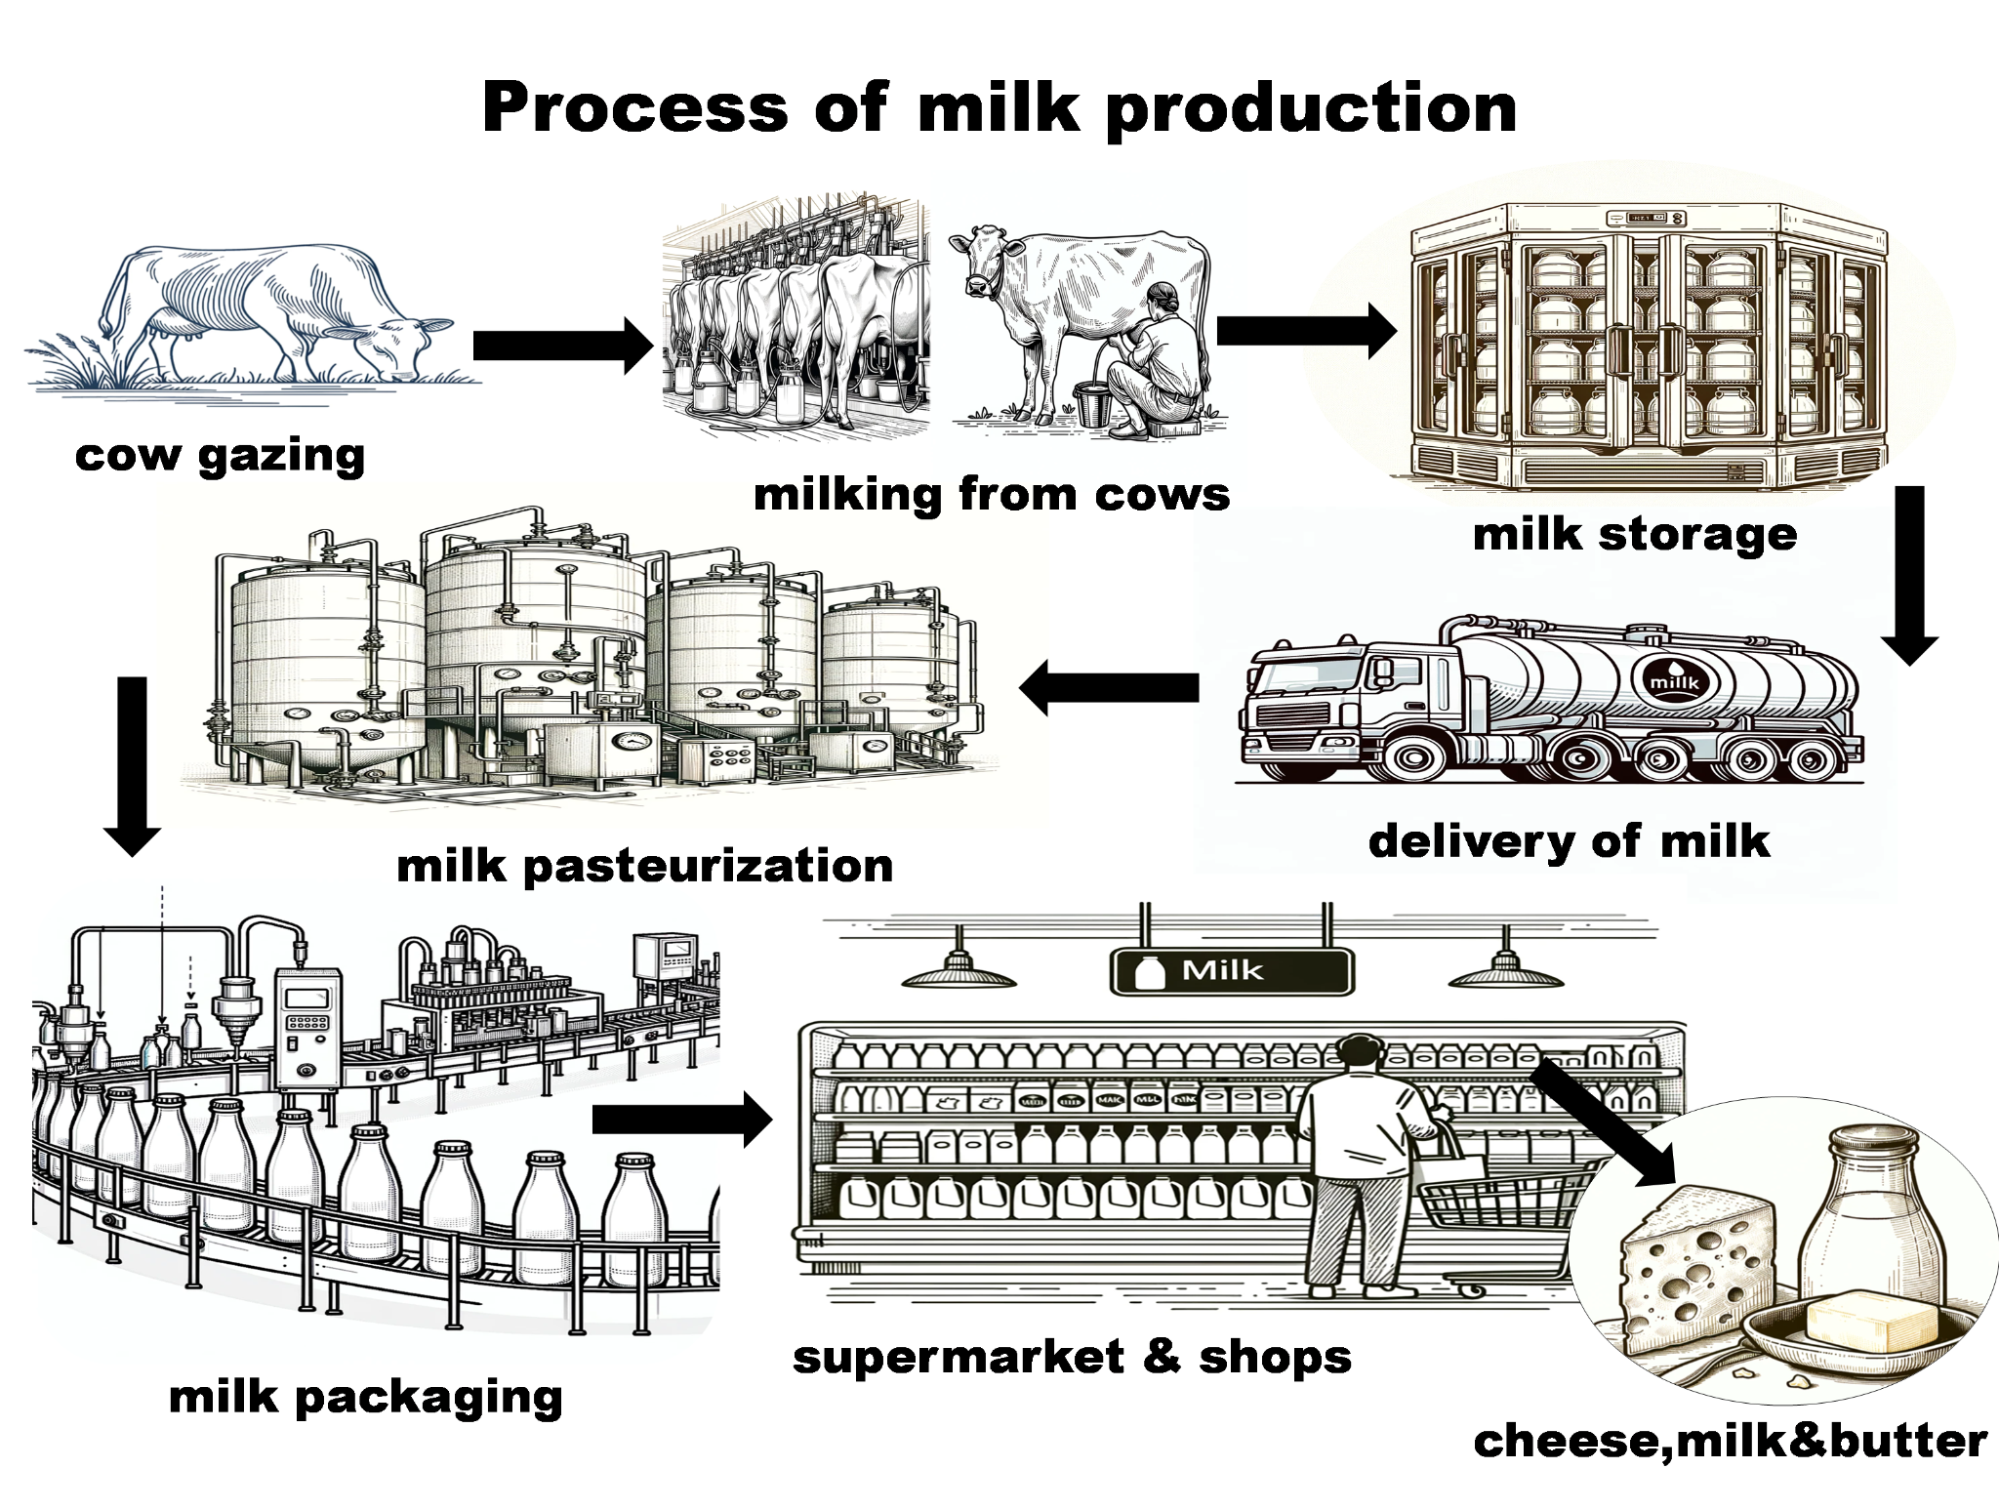 Process of milk production
cow gazing
milking from cows
milk storage
millk
delivery of milk
milk pasteurization
Milk
milk packaging
supermarket & shops
cheese,milk&butter